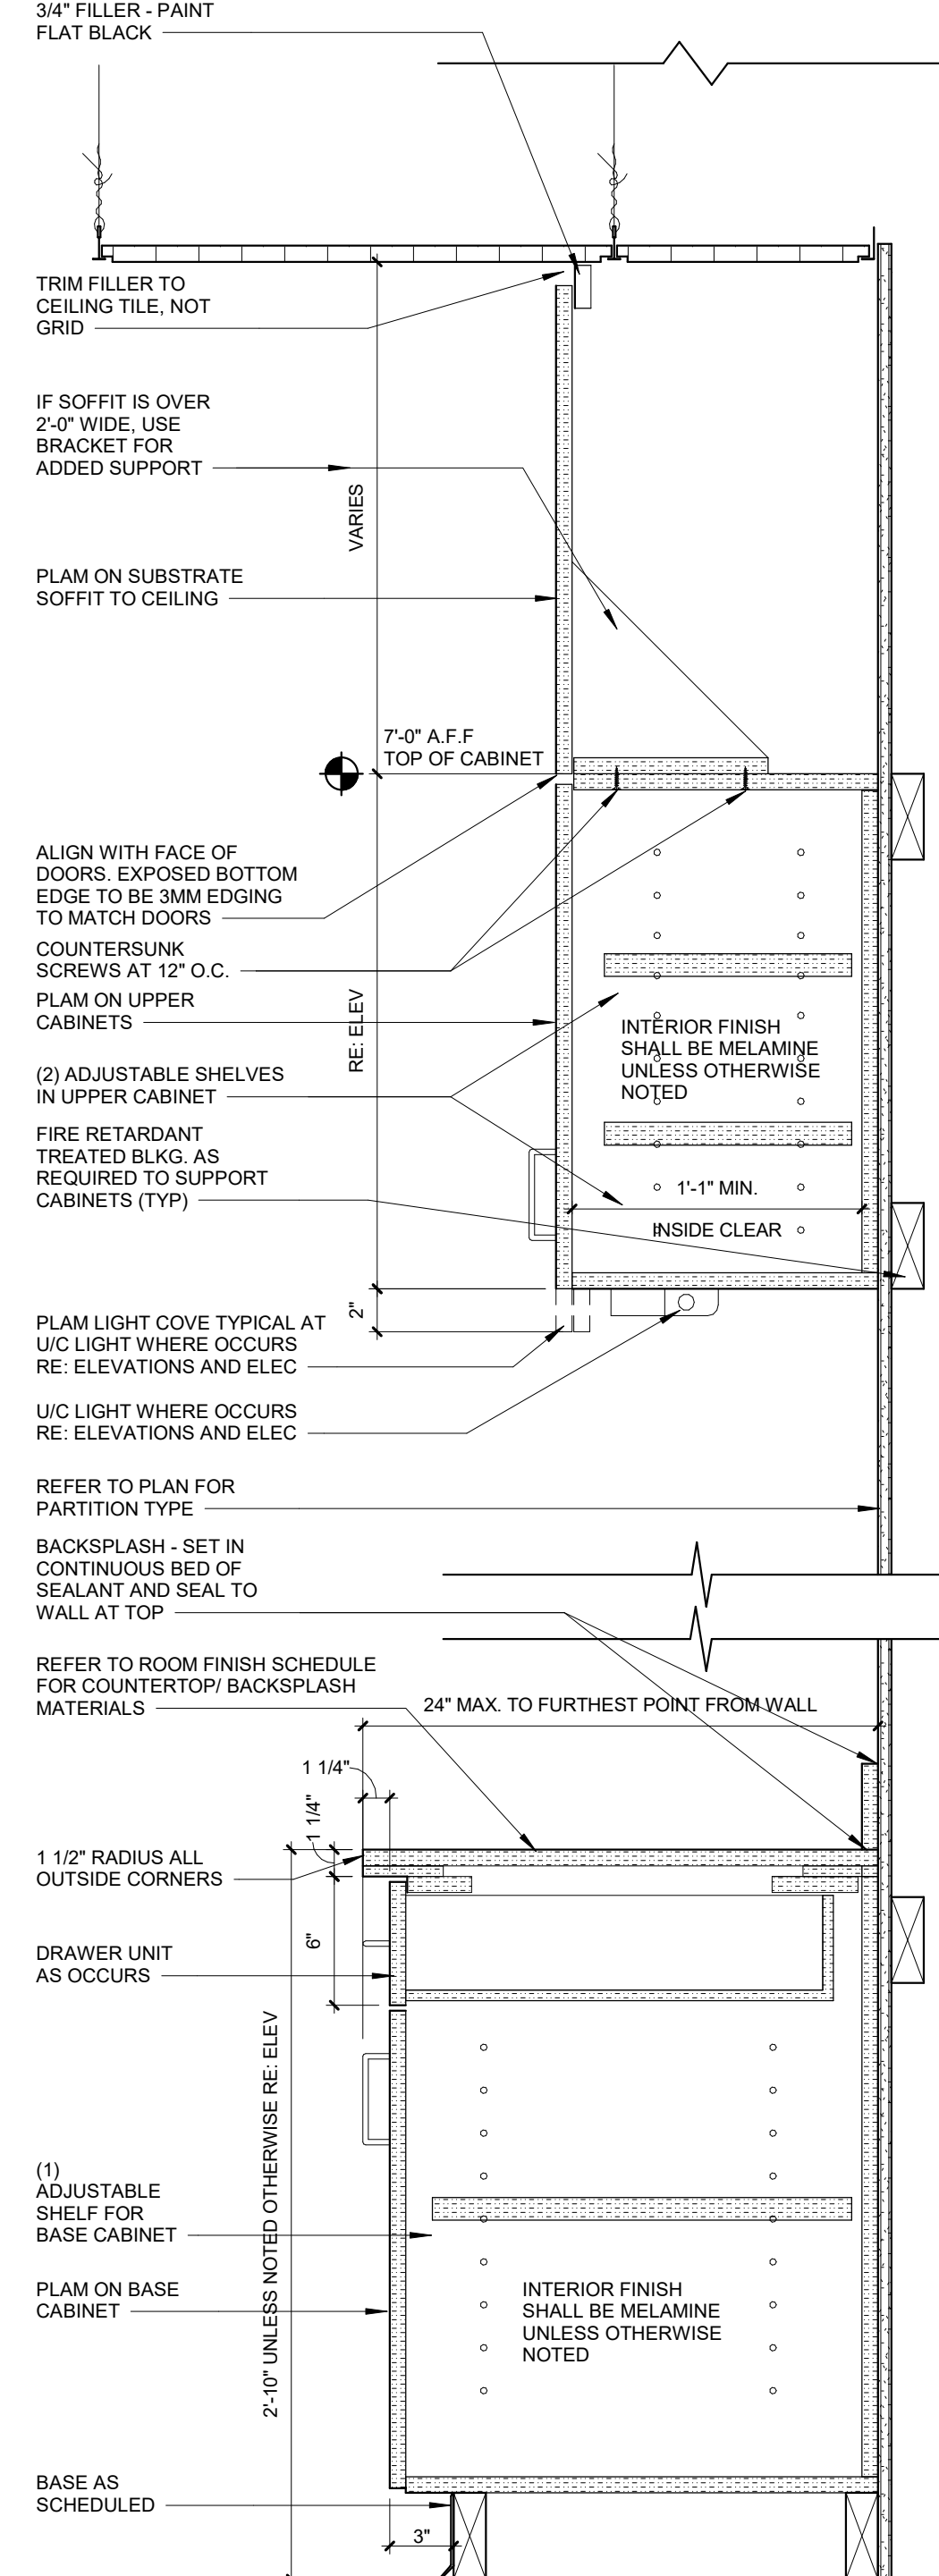 3/4" FILLER - PAINT
FLAT BLACK
TRIM FILLER TO
CEILING TILE, NOT
GRID
IF SOFFIT IS OVER
2'-0" WIDE, USE
BRACKET FOR
ADDED SUPPORT
VARIES
PLAM ON SUBSTRATE
SOFFIT TO CEILING
7'-0" A.F.F
TOP OF CABINET
ALIGN WITH FACE OF
DOORS. EXPOSED BOTTOM
EDGE TO BE 3MM EDGING
TO MATCH DOORS
COUNTERSUNK
SCREWS AT 12" O.C.
PLAM ON UPPER
CABINETS
RE: ELEV
INTERIOR FINISH
SHALL BE MELAMINE
UNLESS OTHERWISE
NOTED
(2) ADJUSTABLE SHELVES
IN UPPER CABINET
FIRE RETARDANT
TREATED BLKG. AS
REQUIRED TO SUPPORT
CABINETS (TYP)
1'-1" MIN.
INSIDE CLEAR
2"
PLAM LIGHT COVE TYPICAL AT
U/C LIGHT WHERE OCCURS
RE: ELEVATIONS AND ELEC
U/C LIGHT WHERE OCCURS
RE: ELEVATIONS AND ELEC
REFER TO PLAN FOR
PARTITION TYPE
BACKSPLASH - SET IN
CONTINUOUS BED OF
SEALANT AND SEAL TO
WALL AT TOP
REFER TO ROOM FINISH SCHEDULE
FOR COUNTERTOP/ BACKSPLASH
MATERIALS
24" MAX. TO FURTHEST POINT FROM WALL
1 1/4"
1 1/4"
1 1/2" RADIUS ALL
OUTSIDE CORNERS
6"
DRAWER UNIT
AS OCCURS
2'-10" UNLESS NOTED OTHERWISE RE: ELEV
(1)
ADJUSTABLE
SHELF FOR
BASE CABINET
PLAM ON BASE
CABINET
INTERIOR FINISH
SHALL BE MELAMINE
UNLESS OTHERWISE
NOTED
BASE AS
SCHEDULED
3"